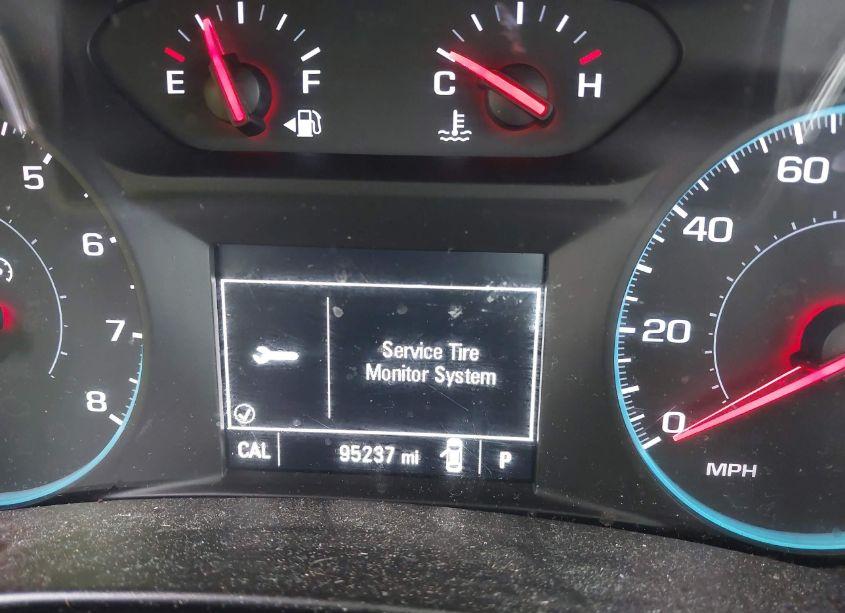 E F
C H
5
6
7
8
60
40
20
0
MPH
Service Tire
Monitor System
CAL 95237 mi P